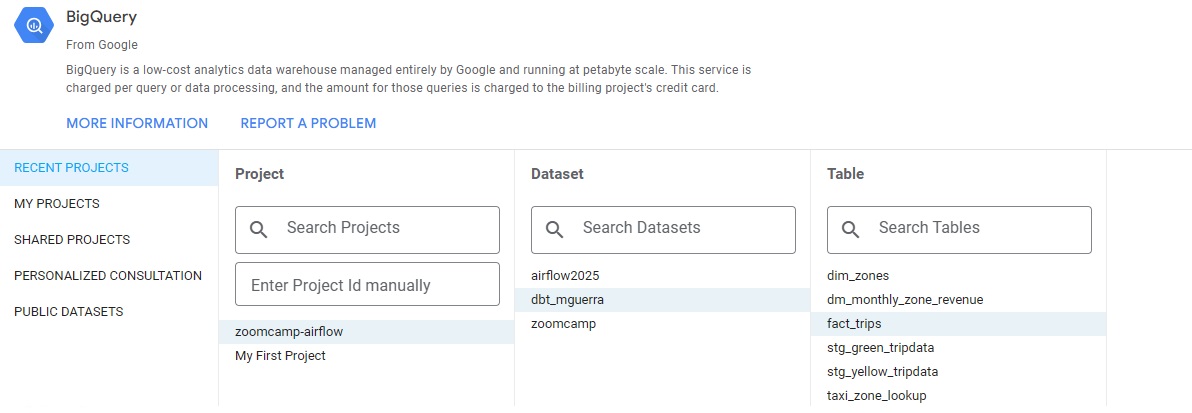 BigQuery
From Google
BigQuery is a low-cost analytics data warehouse managed entirely by Google and running at petabyte scale. This service is
charged per query or data processing, and the amount for those queries is charged to the billing project's credit card.
MORE INFORMATION
REPORT A PROBLEM
RECENT PROJECTS
MY PROJECTS
SHARED PROJECTS
PERSONALIZED CONSULTATION
PUBLIC DATASETS
Project
Search Projects
Enter Project Id manually
zoomcamp-airflow
My First Project
Dataset
Search Datasets
airflow2025
dbt_mguerra
zoomcamp
Table
Search Tables
dim_zones
dm_monthly_zone_revenue
fact_trips
stg_green_tripdata
stg_yellow_tripdata
taxi_zone_lookup